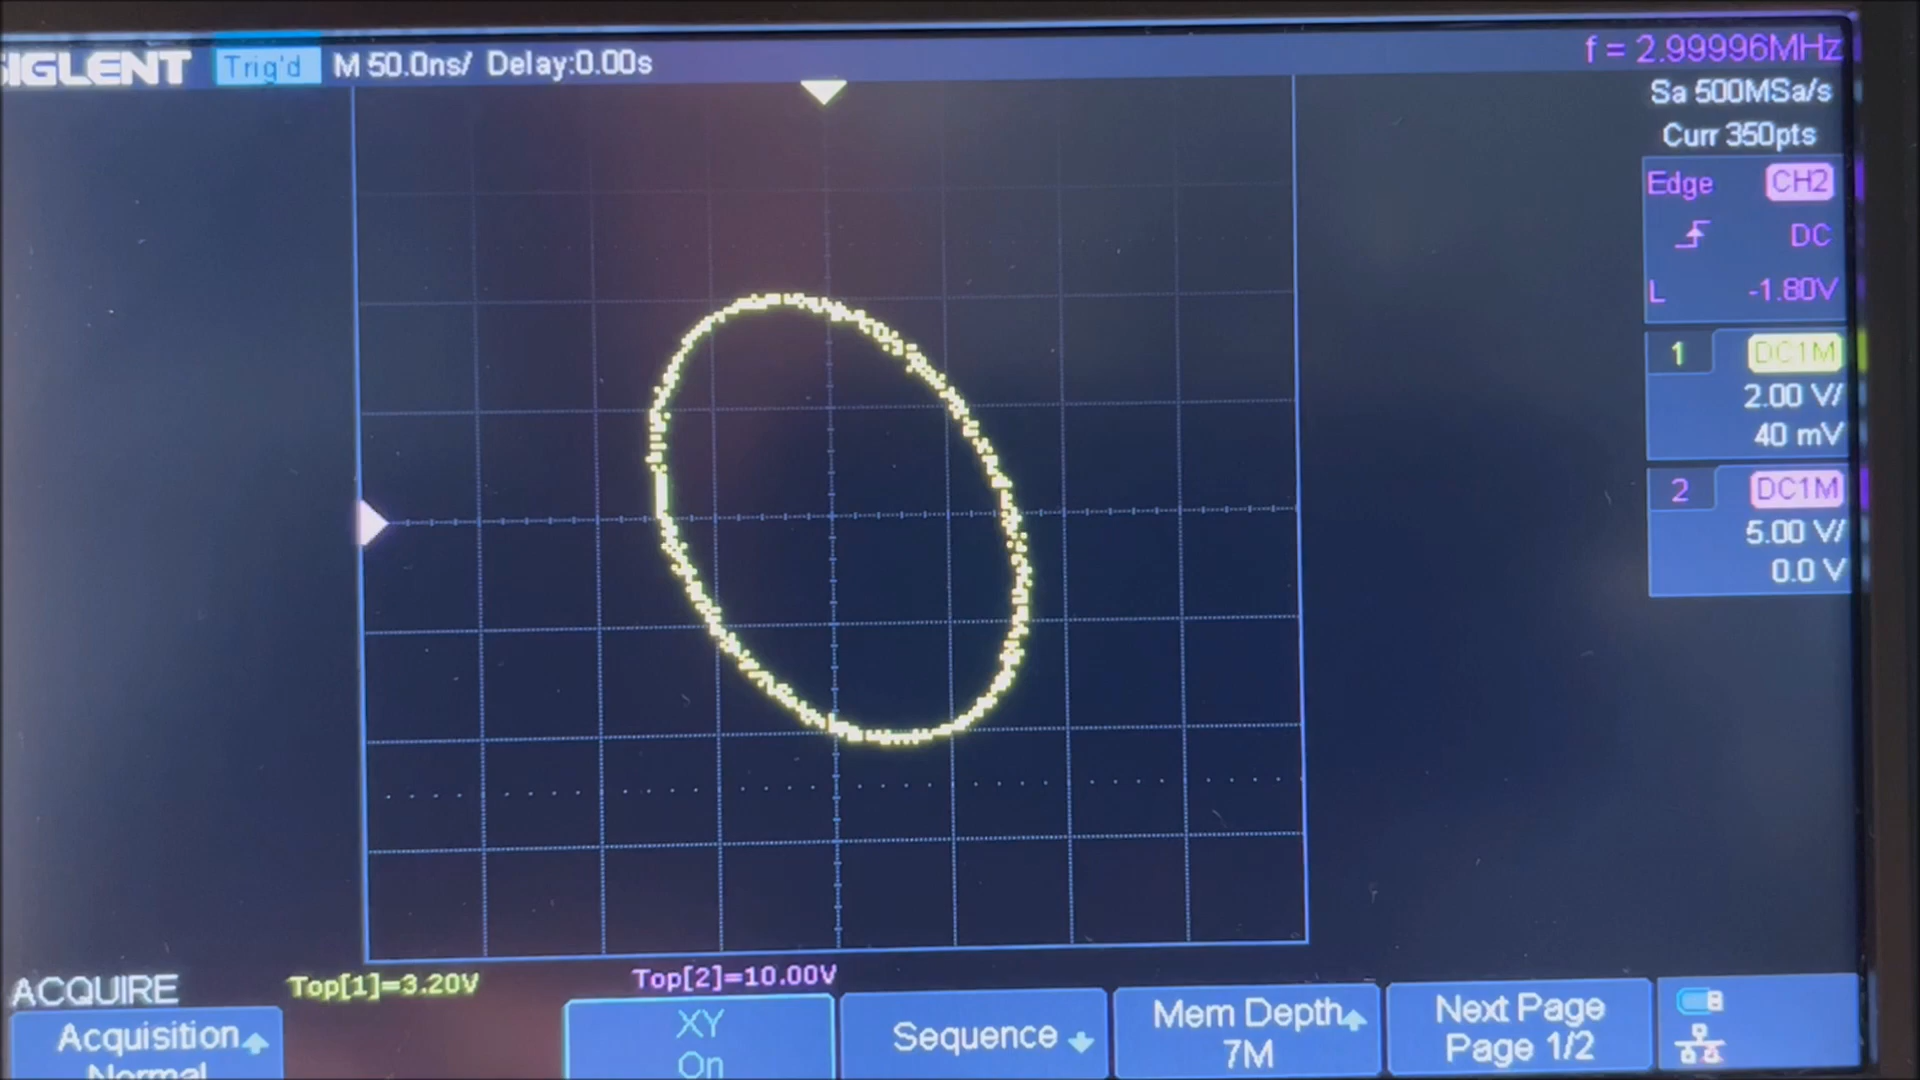 SIGLENT Trig'd M 50.0ns/ Delay:0.00s f = 2.99996MHz
Sa 500MSa/s
Curr 350pts
Edge CH2
DC
L -1.80V
1 DC1M
2.00 V/
40 mV
2 DC1M
5.00 V/
0.0 V
ACQUIRE Top[1]=3.20V Top[2]=10.00V
Acquisition
Normal
XY
On
Sequence
Mem Depth
7M
Next Page
Page 1/2